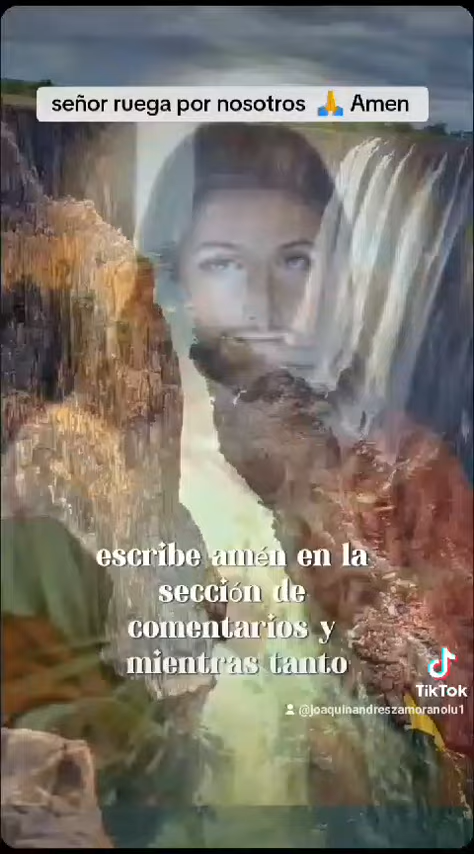 señor ruega por nosotros 🙏 Amen
escribe amén en la
sección de
comentarios y
mientras tanto
TikTok
@joaquinandreszamoranolu1